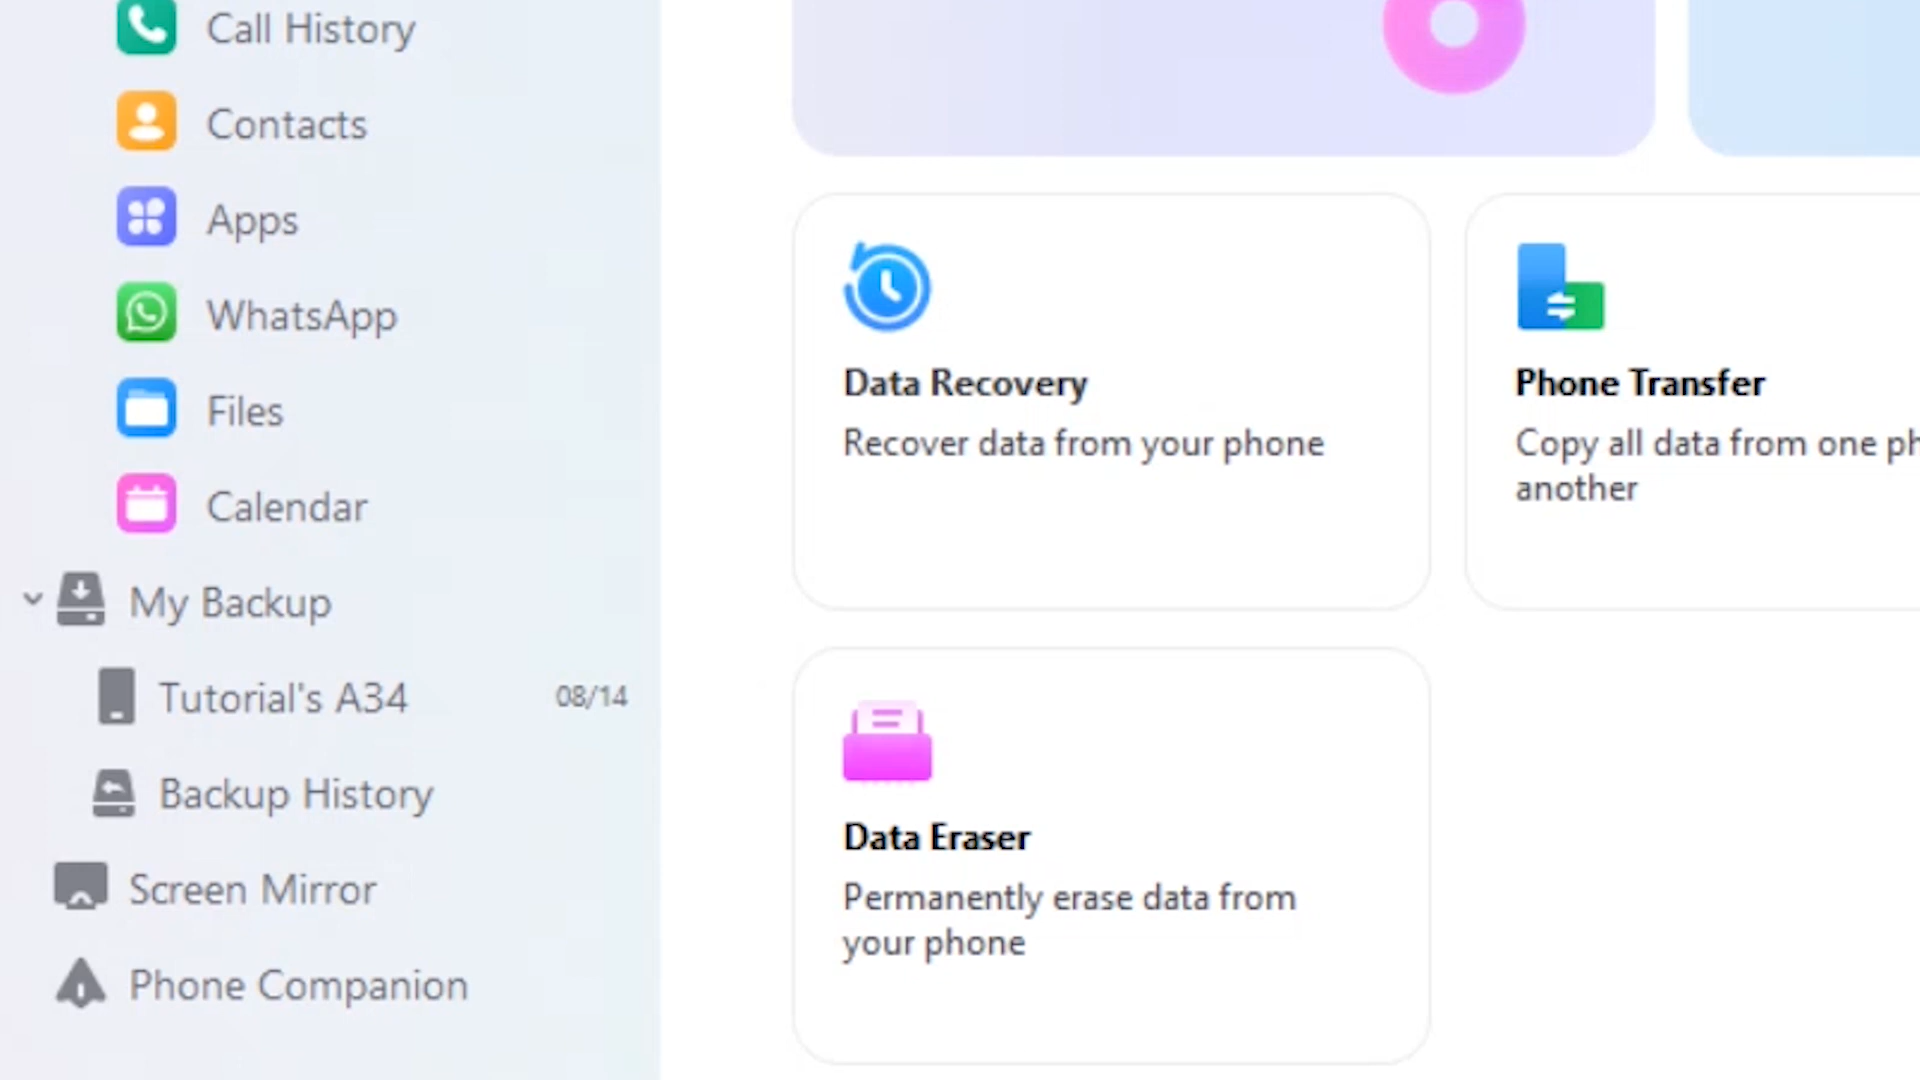 Call History
Contacts
Apps
WhatsApp
Files
Calendar
My Backup
Tutorial's A34 08/14
Backup History
Screen Mirror
Phone Companion
Data Recovery
Recover data from your phone
Phone Transfer
Copy all data from one
another
Data Eraser
Permanently erase data from
your phone